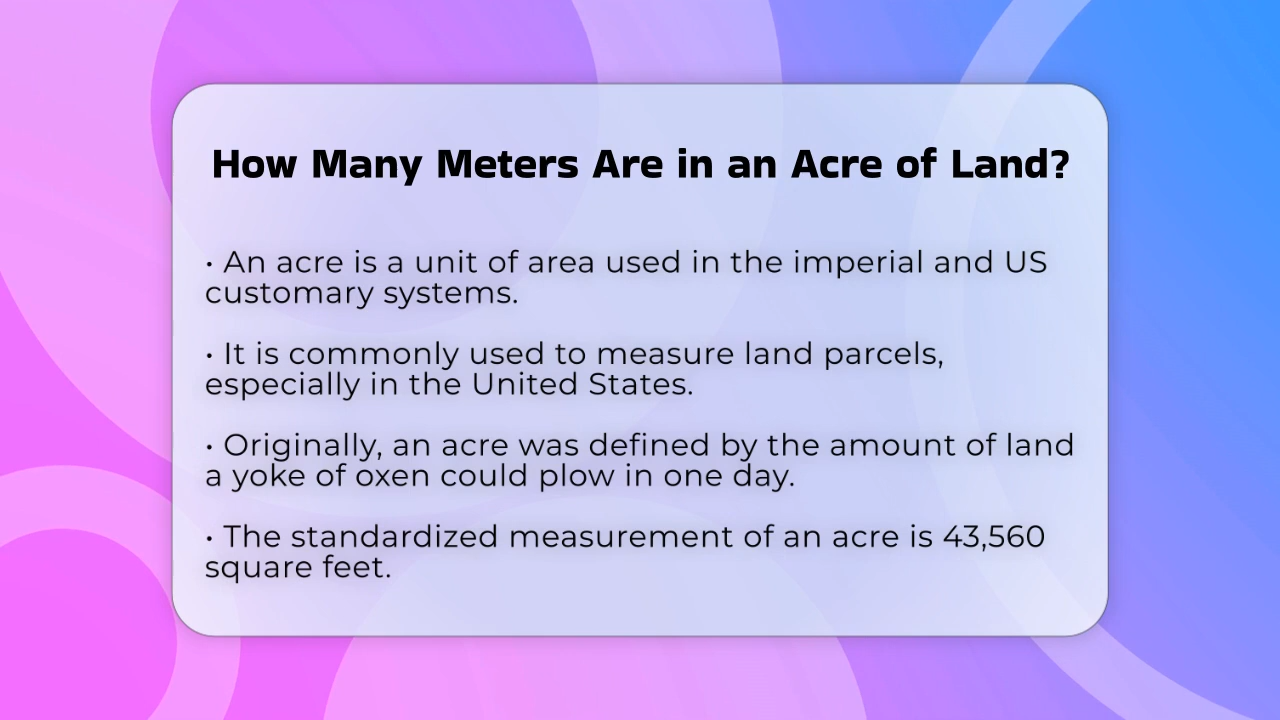 How Many Meters Are in an Acre of Land?
• An acre is a unit of area used in the imperial and US
customary systems.
• It is commonly used to measure land parcels,
especially in the United States.
• Originally, an acre was defined by the amount of land
a yoke of oxen could plow in one day.
• The standardized measurement of an acre is 43,560
square feet.